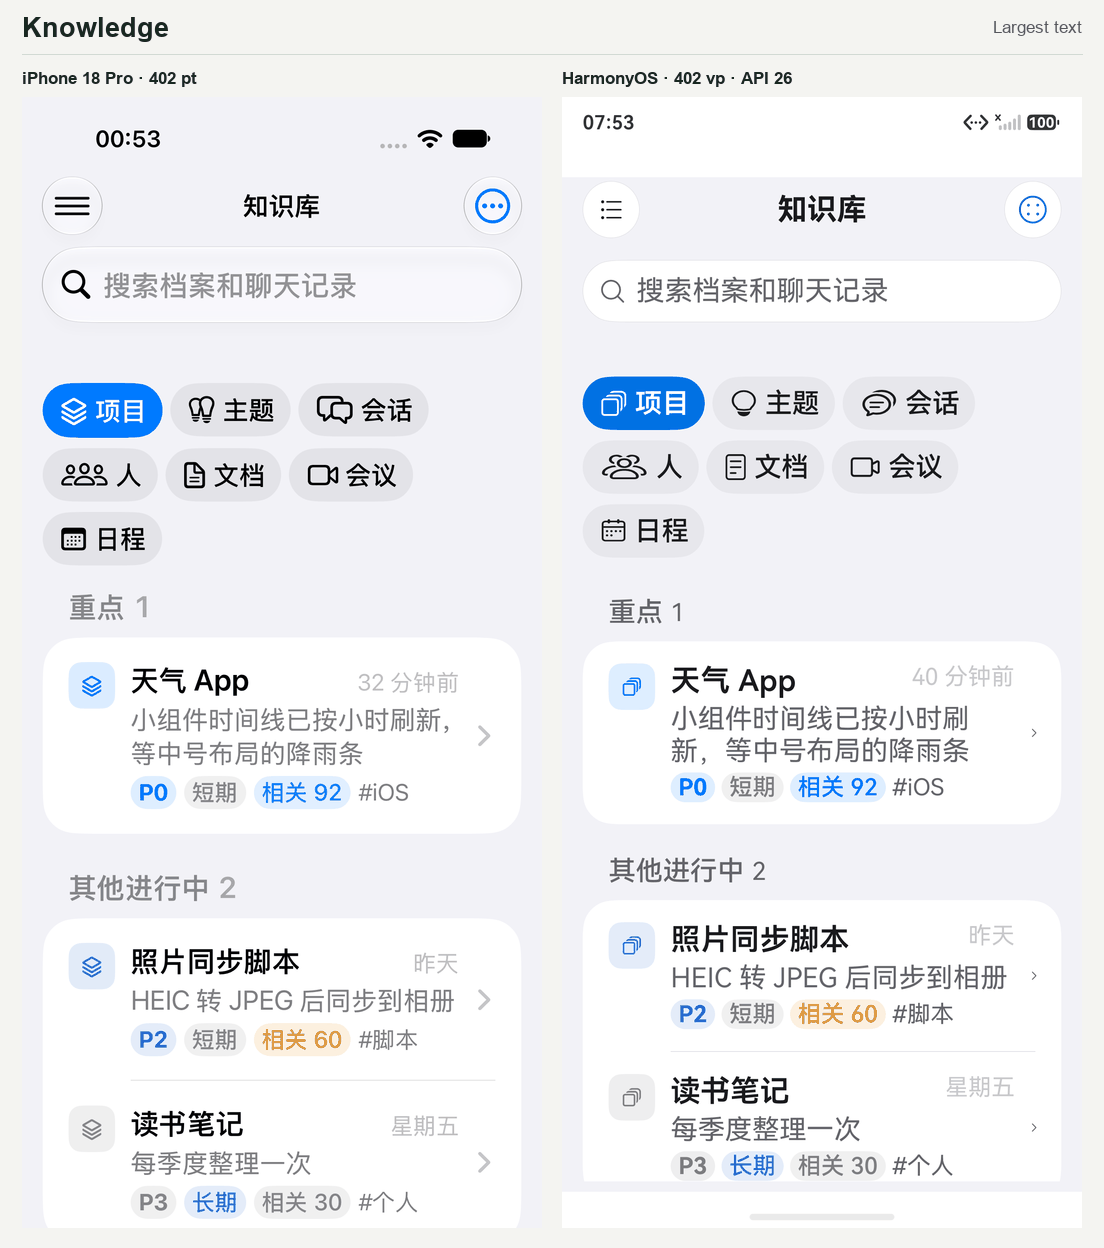 Knowledge
Largest text
iPhone 18 Pro · 402 pt
00:53
知识库
搜索档案和聊天记录
项目 主题 会话
人 文档 会议
日程
重点 1
天气 App 32 分钟前
小组件时间线已按小时刷新，
等中号布局的降雨条
P0 短期 相关 92 #iOS
其他进行中 2
照片同步脚本 昨天
HEIC 转 JPEG 后同步到相册
P2 短期 相关 60 #脚本
读书笔记 星期五
每季度整理一次
P3 长期 相关 30 #个人
HarmonyOS · 402 vp · API 26
07:53 100
知识库
搜索档案和聊天记录
项目 主题 会话
人 文档 会议
日程
重点 1
天气 App 40 分钟前
小组件时间线已按小时刷
新，等中号布局的降雨条
P0 短期 相关 92 #iOS
其他进行中 2
照片同步脚本 昨天
HEIC 转 JPEG 后同步到相册
P2 短期 相关 60 #脚本
读书笔记 星期五
每季度整理一次
P3 长期 相关 30 #个人